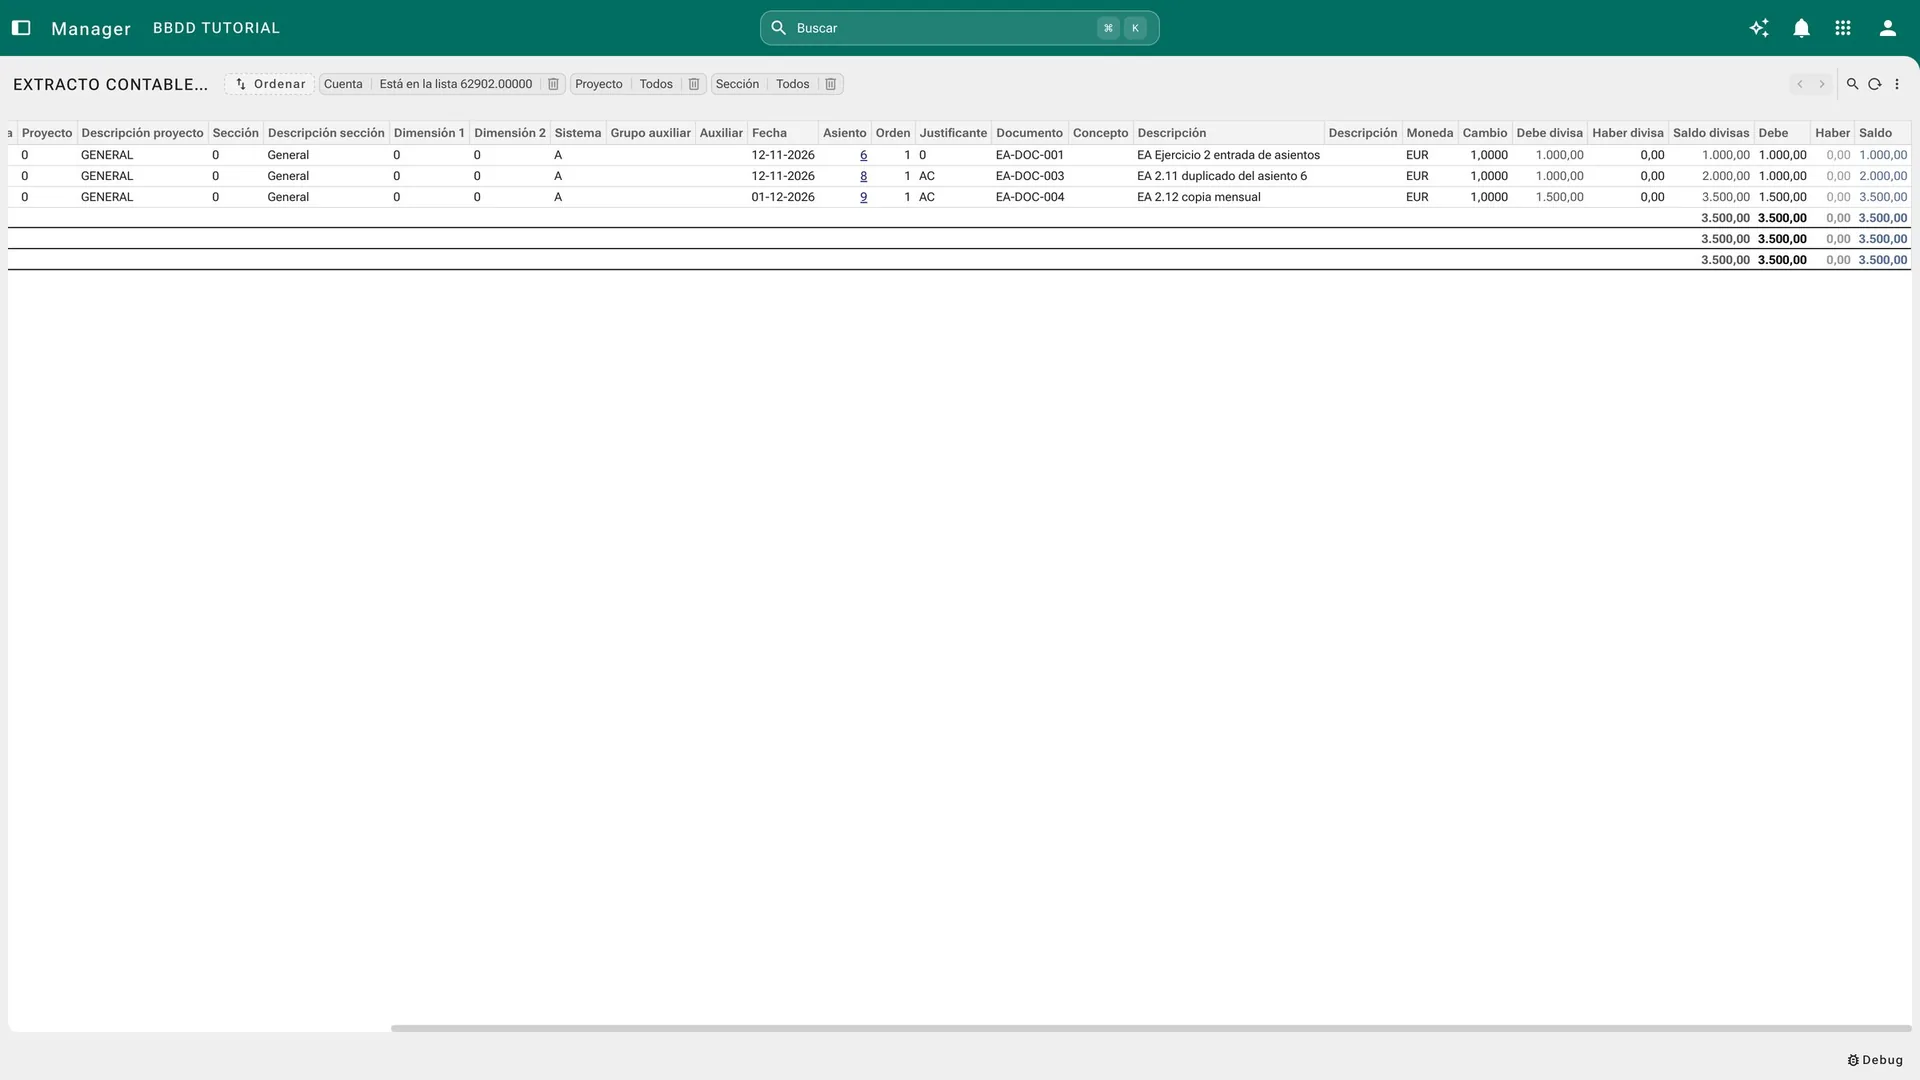 Manager BBDD TUTORIAL Buscar ⌘ K
EXTRACTO CONTABLE... Ordenar Cuenta Está en la lista 62902.00000 Proyecto Todos Sección Todos
a Proyecto Descripción proyecto Sección Descripción sección Dimensión 1 Dimensión 2 Sistema Grupo auxiliar Auxiliar Fecha Asiento Orden Justificante Documento Concepto Descripción Descripción Moneda Cambio Debe divisa Haber divisa Saldo divisas Debe Haber Saldo
0 GENERAL 0 General 0 0 A 12-11-2026 6 1 0 EA-DOC-001 EA Ejercicio 2 entrada de asientos EUR 1,0000 1.000,00 0,00 1.000,00 1.000,00 0,00 1.000,00
0 GENERAL 0 General 0 0 A 12-11-2026 8 1 AC EA-DOC-003 EA 2.11 duplicado del asiento 6 EUR 1,0000 1.000,00 0,00 2.000,00 1.000,00 0,00 2.000,00
0 GENERAL 0 General 0 0 A 01-12-2026 9 1 AC EA-DOC-004 EA 2.12 copia mensual EUR 1,0000 1.500,00 0,00 3.500,00 1.500,00 0,00 3.500,00
3.500,00 3.500,00 0,00 3.500,00
3.500,00 3.500,00 0,00 3.500,00
3.500,00 3.500,00 0,00 3.500,00
Debug